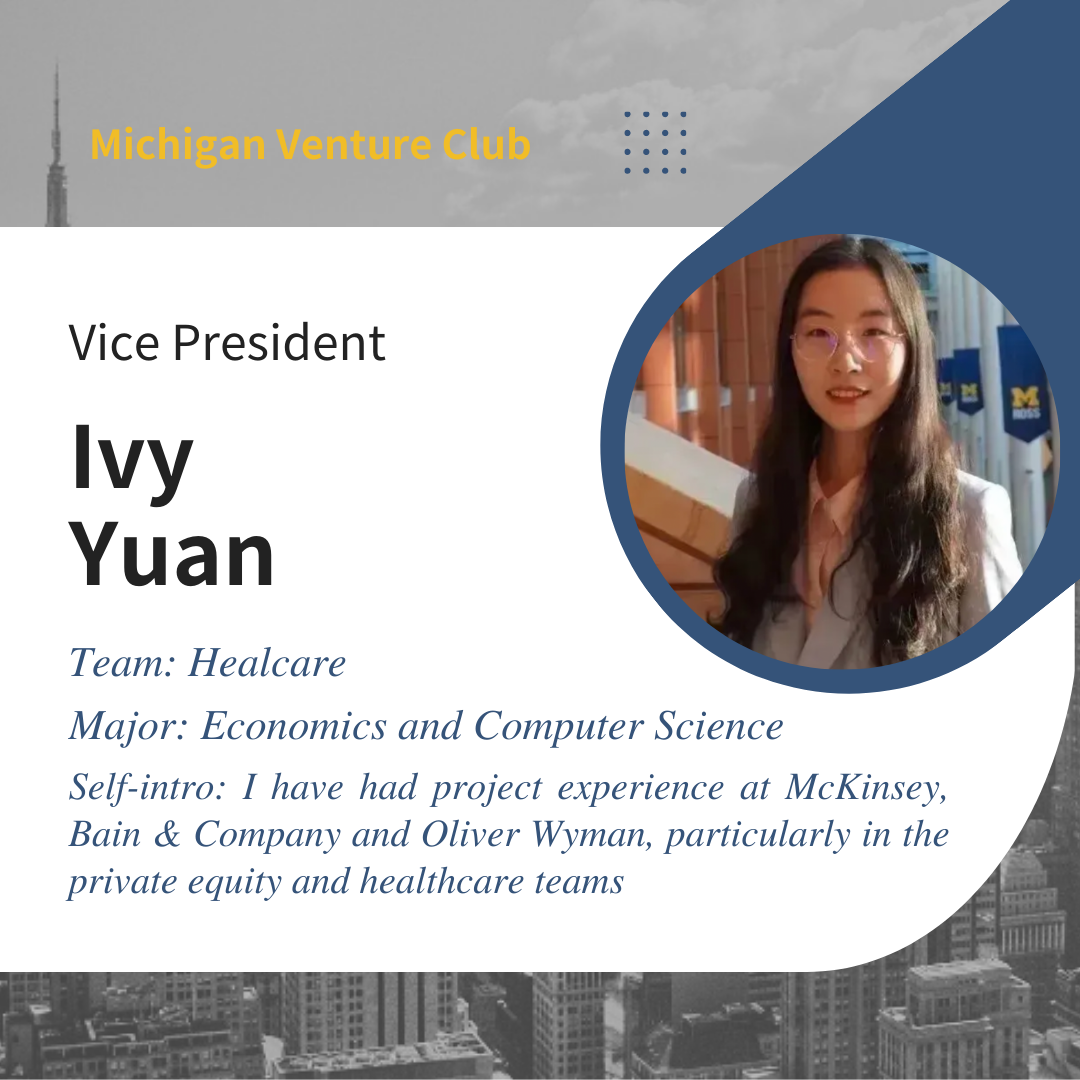 Michigan Venture Club
Vice President
Ivy
Yuan
Team: Healcare
Major: Economics and Computer Science
Self-intro: I have had project experience at McKinsey,
Bain & Company and Oliver Wyman, particularly in the
private equity and healthcare teams
M
M
M
ROSS